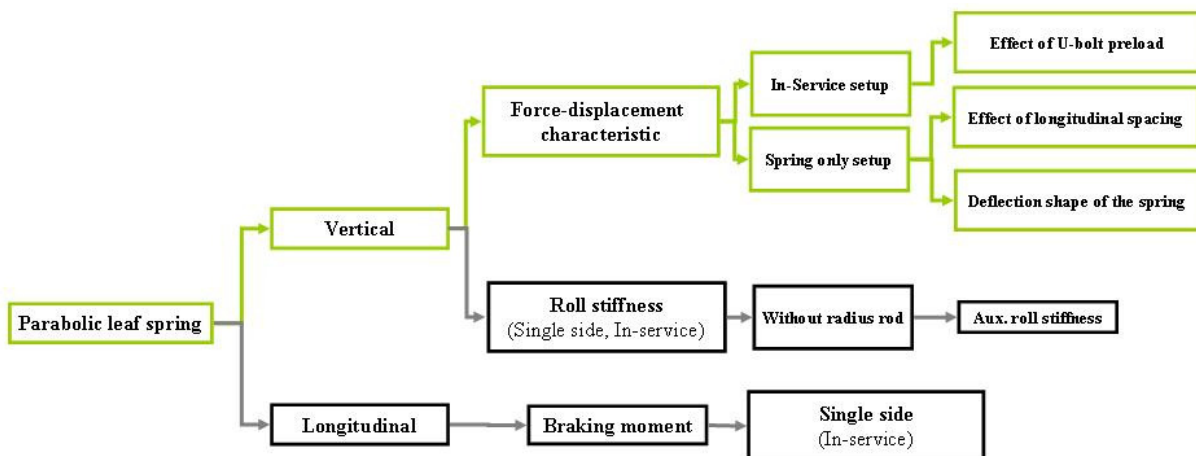 Parabolic leaf spring
Vertical
Force-displacement
characteristic
In-Service setup
Effect of U-bolt preload
Spring only setup
Effect of longitudinal spacing
Deflection shape of the spring
Roll stiffness
(Single side, In-service)
Without radius rod
Aux. roll stiffness
Longitudinal
Braking moment
Single side
(In-service)